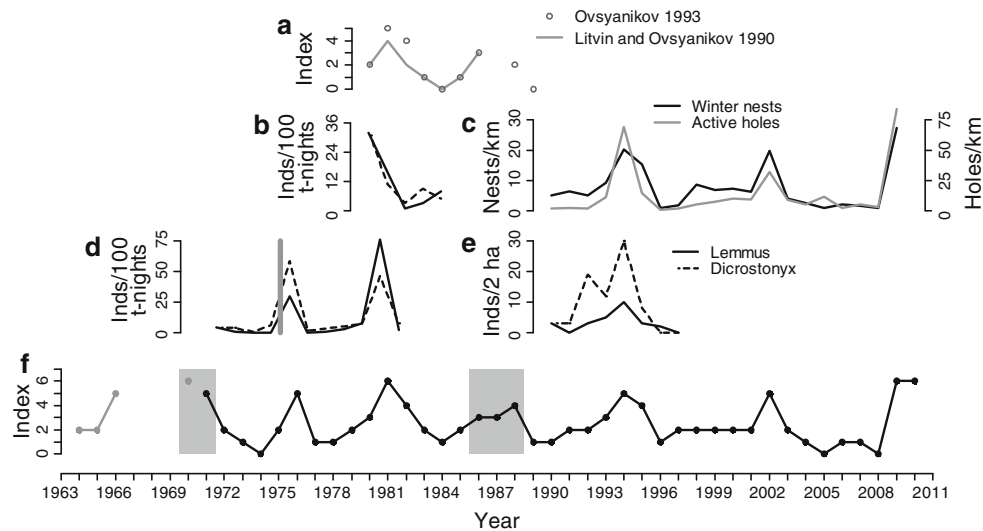 a
Index
0 2 4
Ovsyanikov 1993
Litvin and Ovsyanikov 1990
b
Inds/100
t-nights
0 12 24 36
c
Nests/km
0 10 20 30
Winter nests
Active holes
Holes/km
0 25 50 75
d
Inds/100
t-nights
0 25 50 75
e
Inds/2 ha
0 10 20 30
Lemmus
Dicrostonyx
f
Index
0 2 4 6
1963 1966 1969 1972 1975 1978 1981 1984 1987 1990 1993 1996 1999 2002 2005 2008 2011
Year